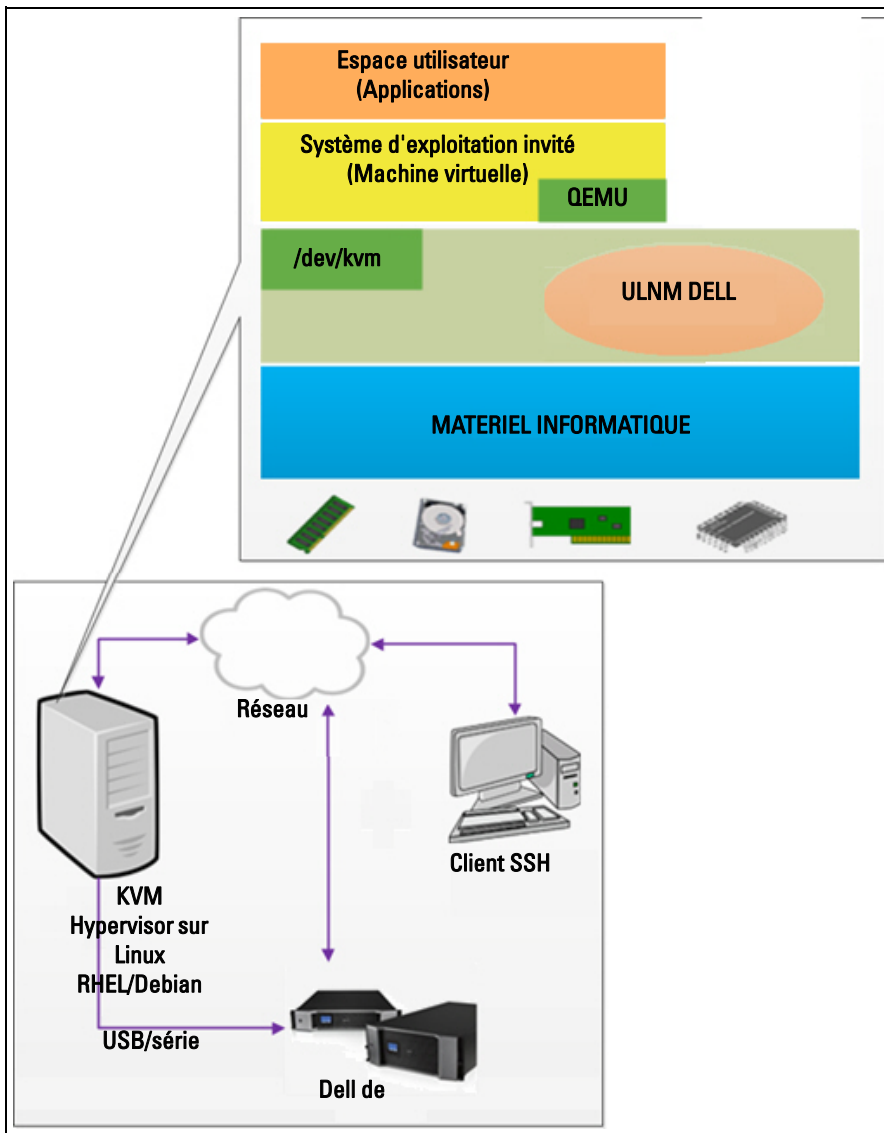 Espace utilisateur
(Applications)
Système d'exploitation invité
(Machine virtuelle)
QEMU
/dev/kvm
ULNM DELL
MATERIEL INFORMATIQUE
Réseau
Client SSH
KVM
Hypervisor sur
Linux
RHEL/Debian
USB/série
Dell de